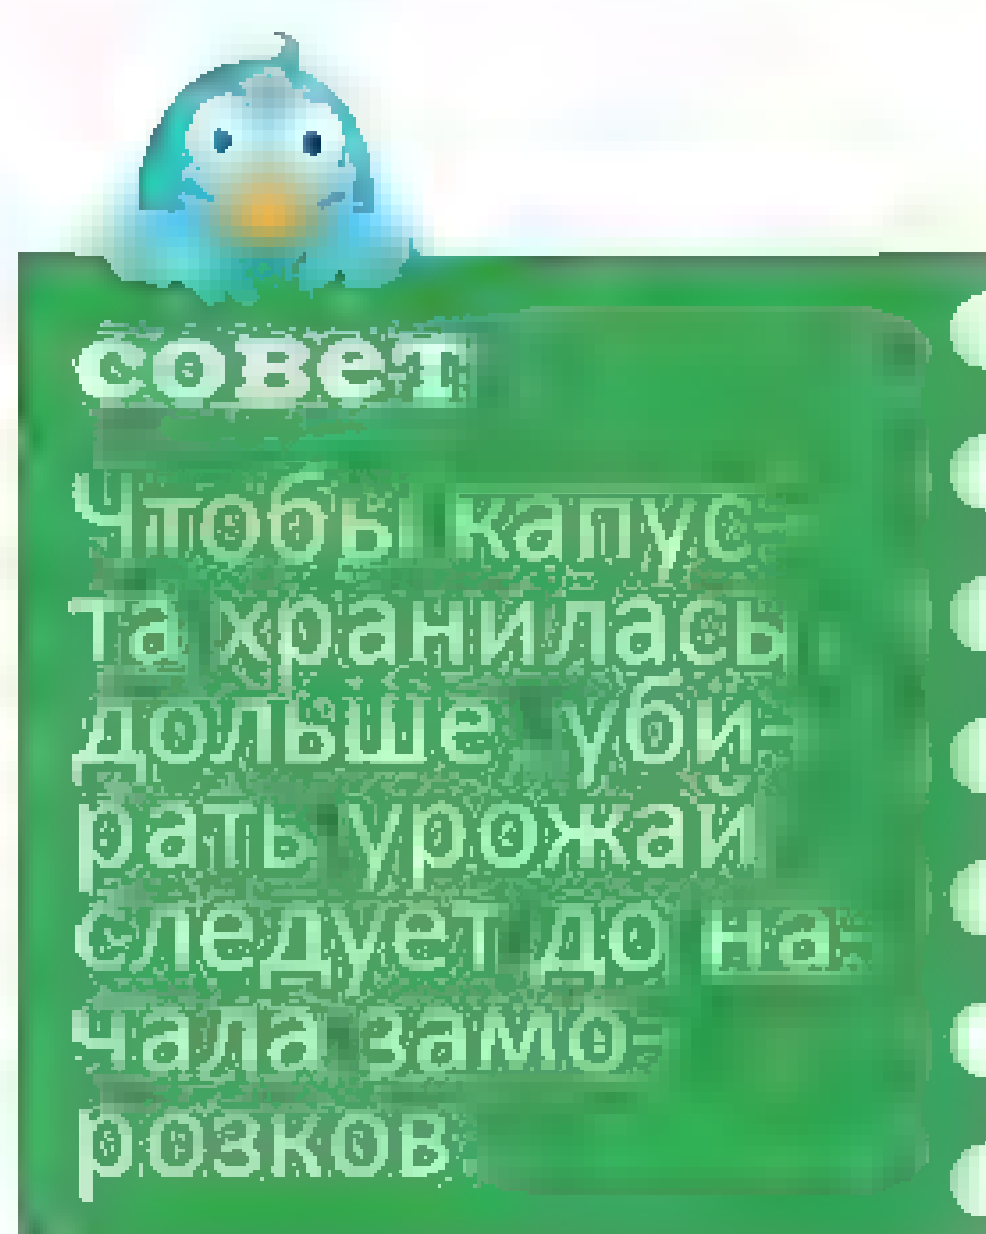 совет
Чтобы капус-
та хранилась
дольше, уби-
рать урожай
следует до на-
чала замо-
розков.